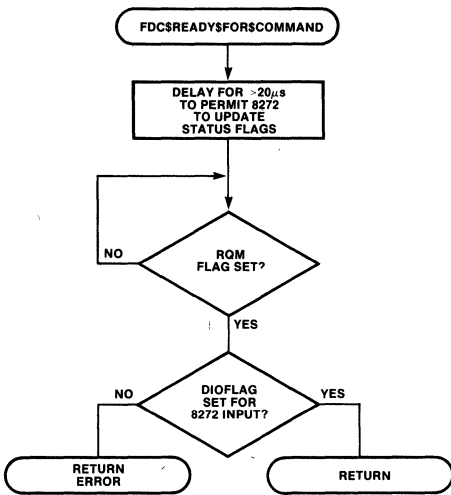 FDC$READY$FOR$COMMAND
DELAY FOR >20μs
TO PERMIT 8272
TO UPDATE
STATUS FLAGS
RQM
FLAG SET?
NO
YES
DIOFLAG
SET FOR
8272 INPUT?
NO
YES
RETURN
ERROR
RETURN